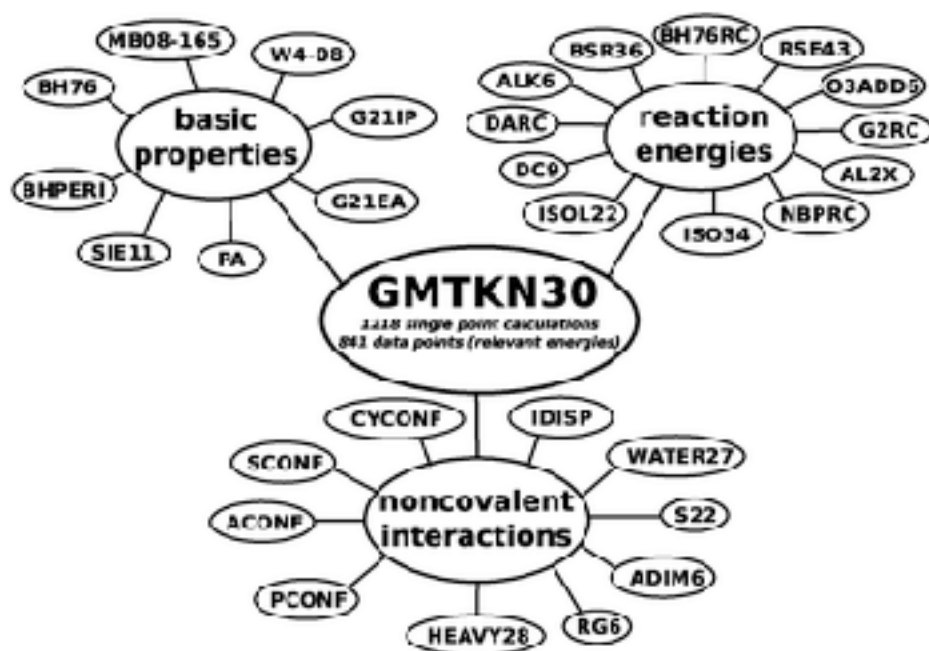 MB08-165
W4-08
BH76
basic
properties
G21IP
BHPERI
G21EA
SIE11
PA
BH76RC
BSR36
RSE43
ALK6
O3ADD6
reaction
energies
DARC
G2RC
DC9
AL2X
ISOL22
NBPRC
ISO34
GMTKN30
1218 single point calculations
841 data points (relevant energies)
CYCONF
IDISP
SCONF
WATER27
noncovalent
interactions
ACONF
S22
PCONF
ADIM6
HEAVY28
RG6